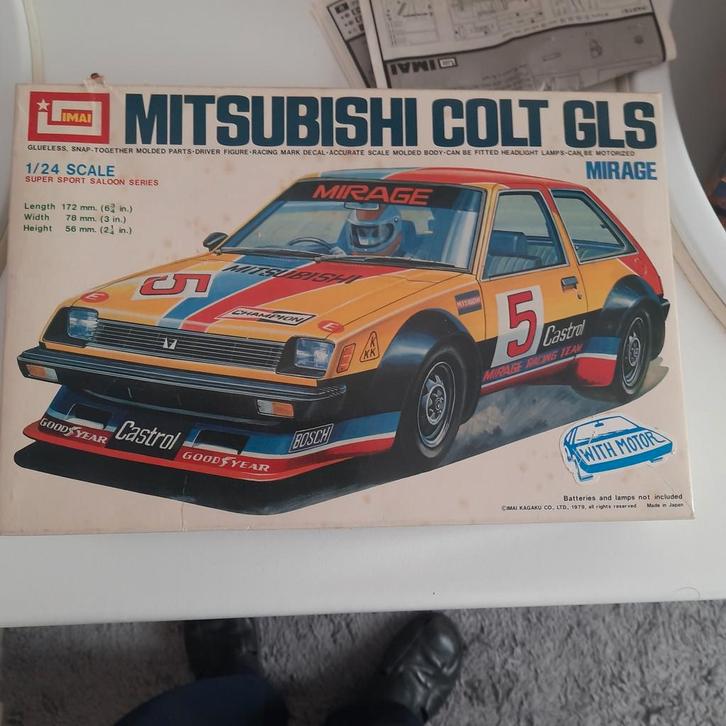 IMAI
IMAI
MITSUBISHI COLT GLS
GLUELESS, SNAP-TOGETHER MOLDED PARTS·DRIVER FIGURE·RACING MARK DECAL·ACCURATE SCALE MOLDED BODY·CAN BE FITTED HEADLIGHT LAMPS·CAN BE MOTORIZED
1/24 SCALE
MIRAGE
SUPER SPORT SALOON SERIES
Length 172 mm. (6¾ in.)
Width 78 mm. (3 in.)
Height 56 mm. (2¼ in.)
MIRAGE
MITSUBISHI
5
CHAMPION
E
E
K
KK
MITSUBISHI
5
Castrol
MIRAGE RACING TEAM
GOODYEAR
Castrol
GOODYEAR
BOSCH
WITH MOTOR
Batteries and lamps not included
©IMAI KAGAKU CO., LTD., 1979, all rights reserved Made in Japan